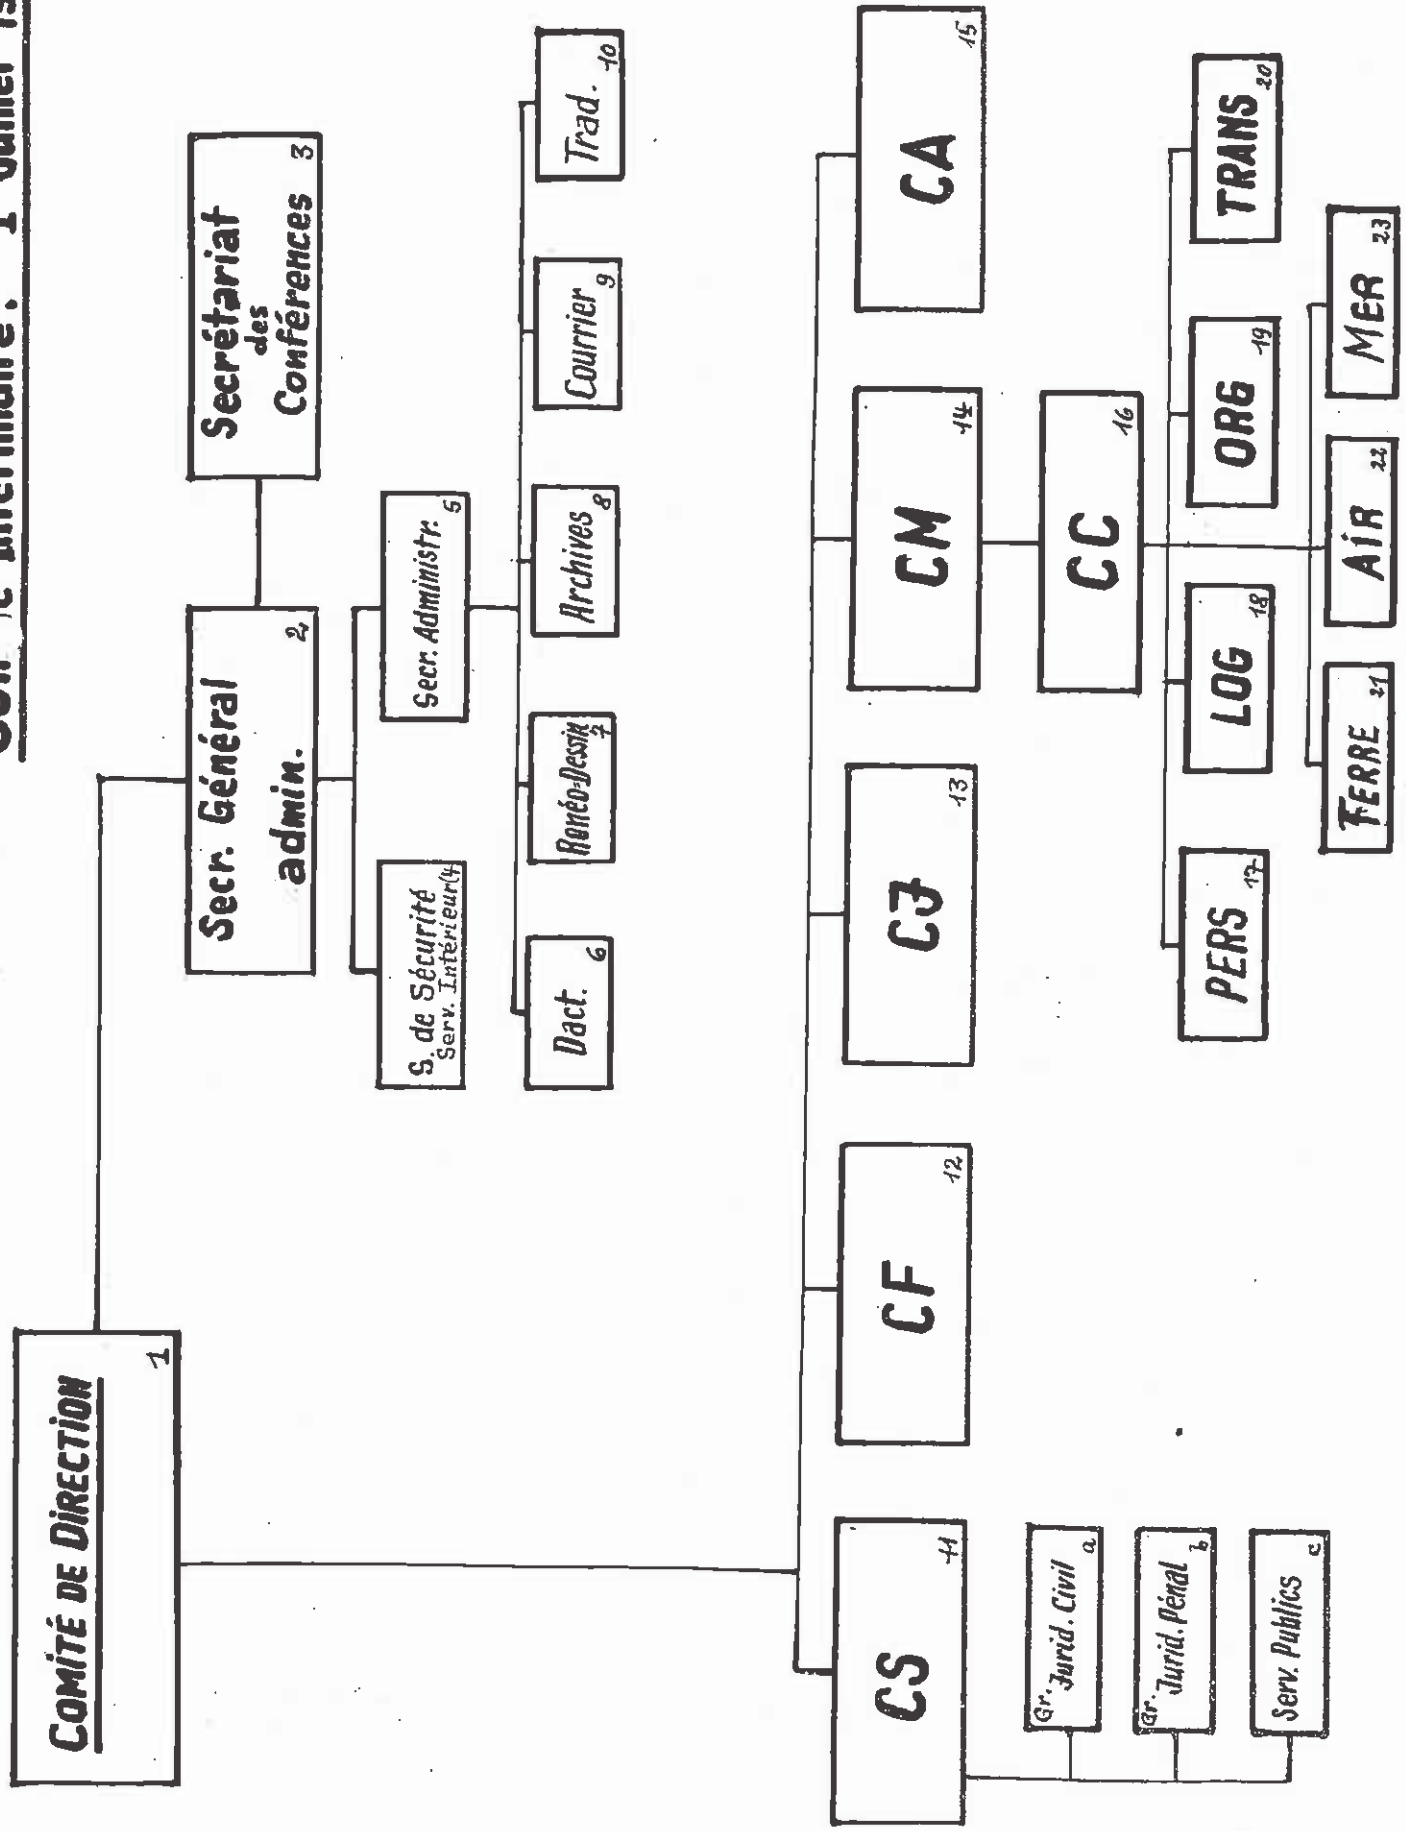 COMITÉ DE DIRECTION
1
Secr. Général
admin.
2
Secrétariat
des
Conférences
3
S. de Sécurité
Serv. Intérieur
4
Secr. Administr.
5
Dact.
6
Ronéo-Dessin
7
Archives
8
Courrier
9
Trad.
10
CS
11
CF
12
CJ
13
CM
14
CA
15
Gr. Jurid. Civil
a
Gr. Jurid. Pénal
b
Serv. Publics
c
CC
16
PERS
17
LOG
18
ORG
19
TRANS
20
TERRE
21
AIR
22
MER
23